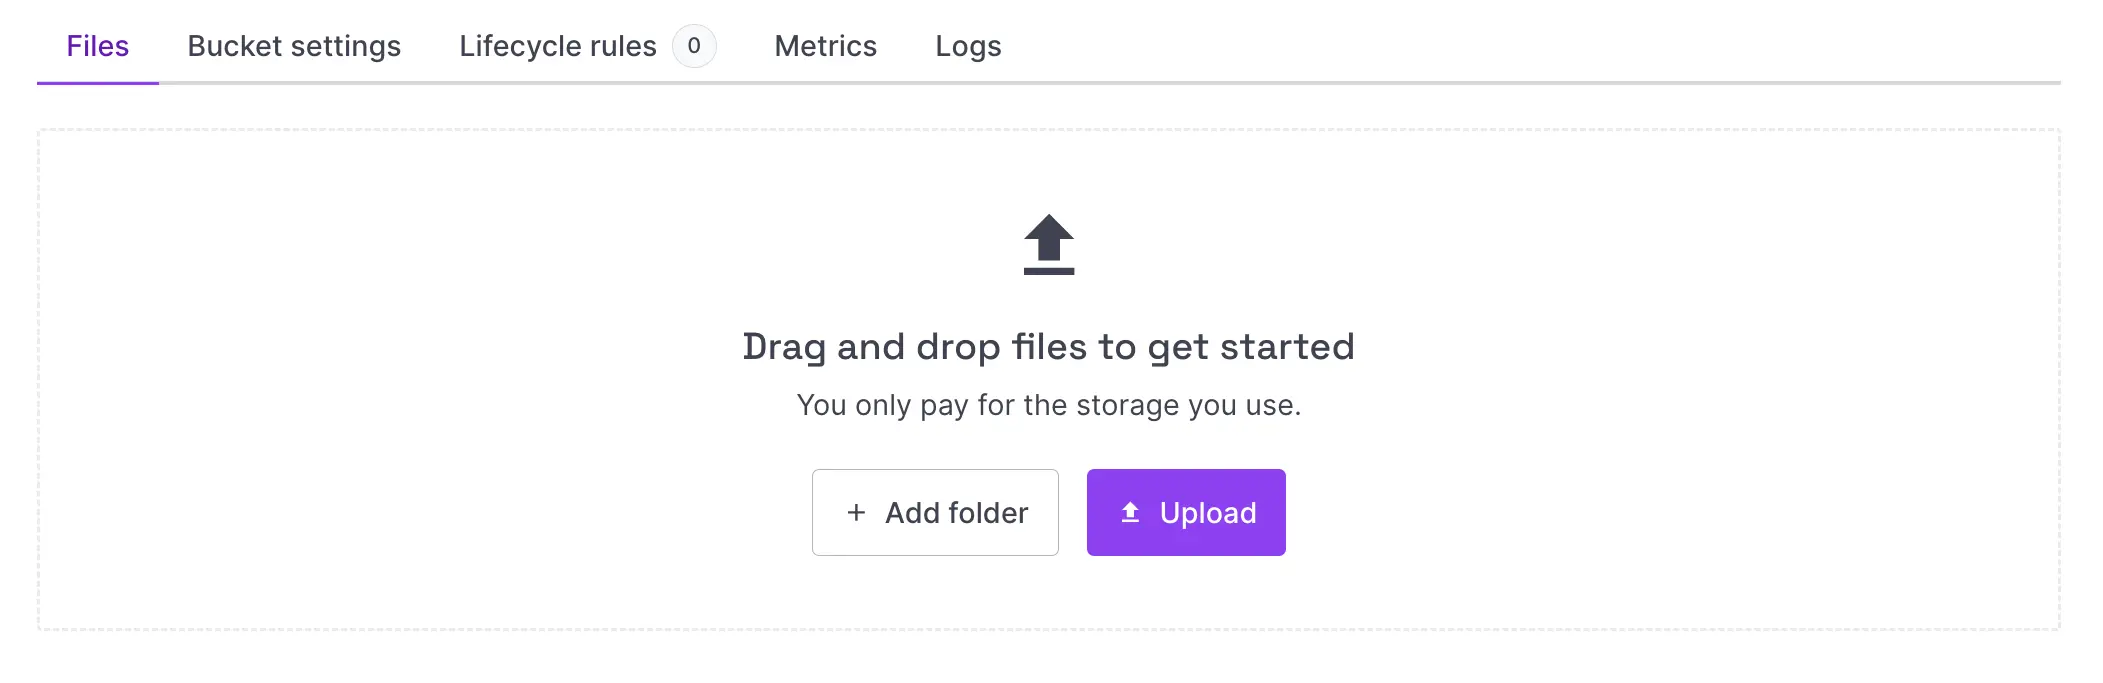 Files Bucket settings Lifecycle rules 0 Metrics Logs
Drag and drop files to get started
You only pay for the storage you use.
+ Add folder Upload